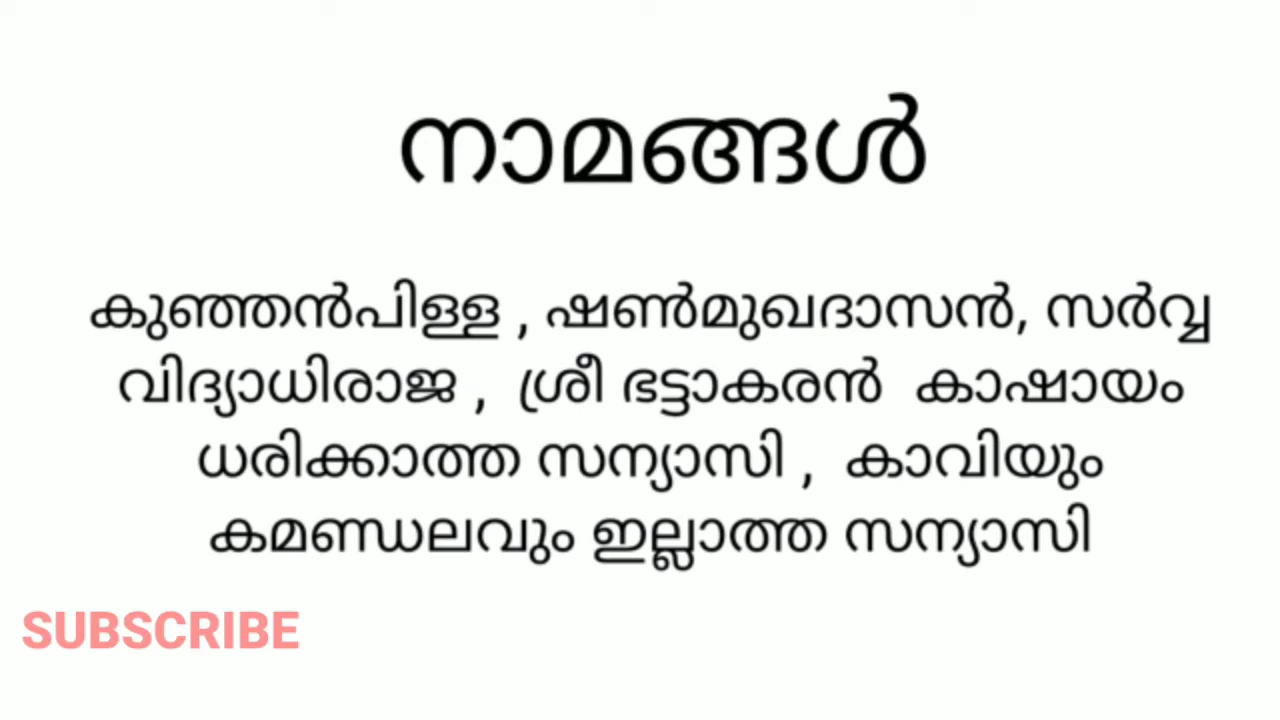 നാമങ്ങൾ
കുഞ്ഞൻപിള്ള , ഷൺമുഖദാസൻ, സർവ്വ
വിദ്യാധിരാജ , ശ്രീ ഭട്ടാകരൻ കാഷായം
ധരിക്കാത്ത സന്യാസി , കാവിയും
കമണ്ഡലവും ഇല്ലാത്ത സന്യാസി
SUBSCRIBE